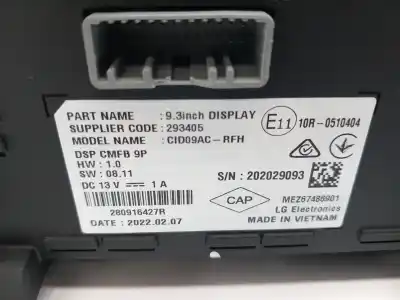 PART NAME : 9.3inch DISPLAY
SUPPLIER CODE : 293405
MODEL NAME : CID09AC-RFH
DSP CMFB 9P
HW : 1.0
SW : 08.11
DC 13 V ⎓ 1 A
280916427R
DATE : 2022.02.07
E11 10R-0510404
S/N : 202029093
CAP
MEZ67486901
LG Electronics
MADE IN VIETNAM